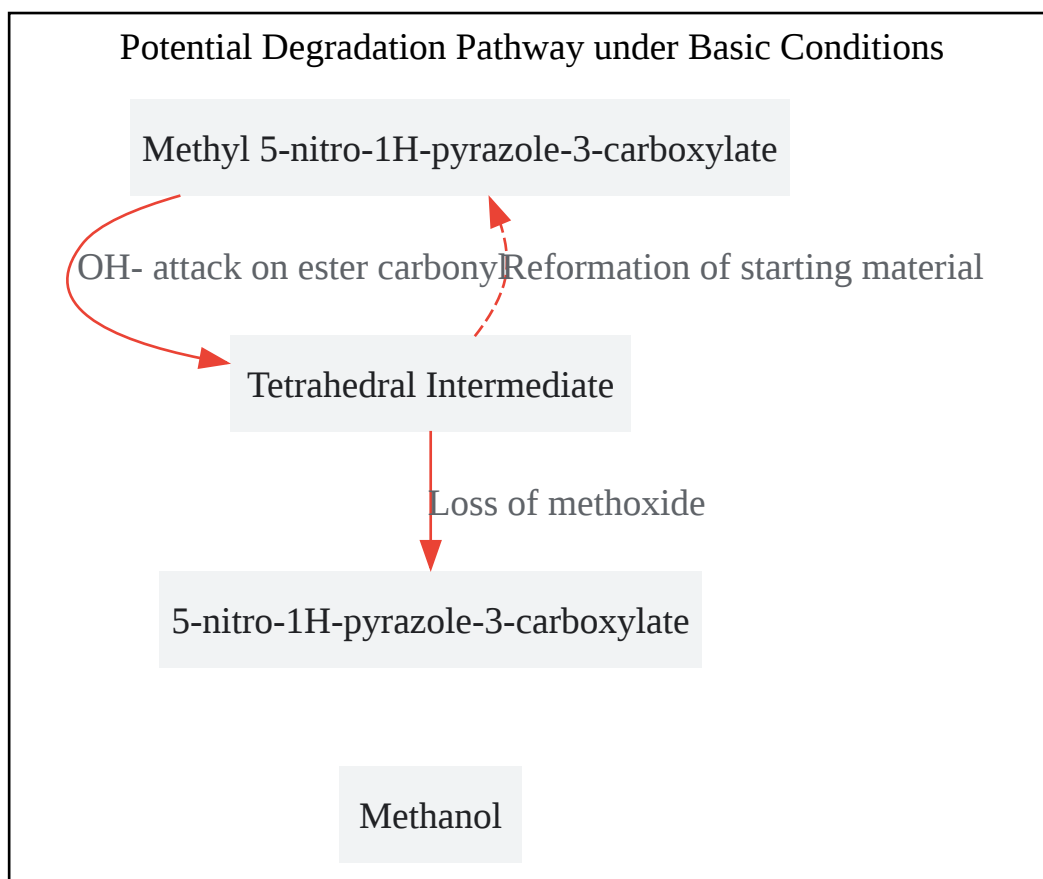 Potential Degradation Pathway under Basic Conditions
Methyl 5-nitro-1H-pyrazole-3-carboxylate
OH- attack on ester carbonyl
Reformation of starting material
Tetrahedral Intermediate
Loss of methoxide
5-nitro-1H-pyrazole-3-carboxylate
Methanol